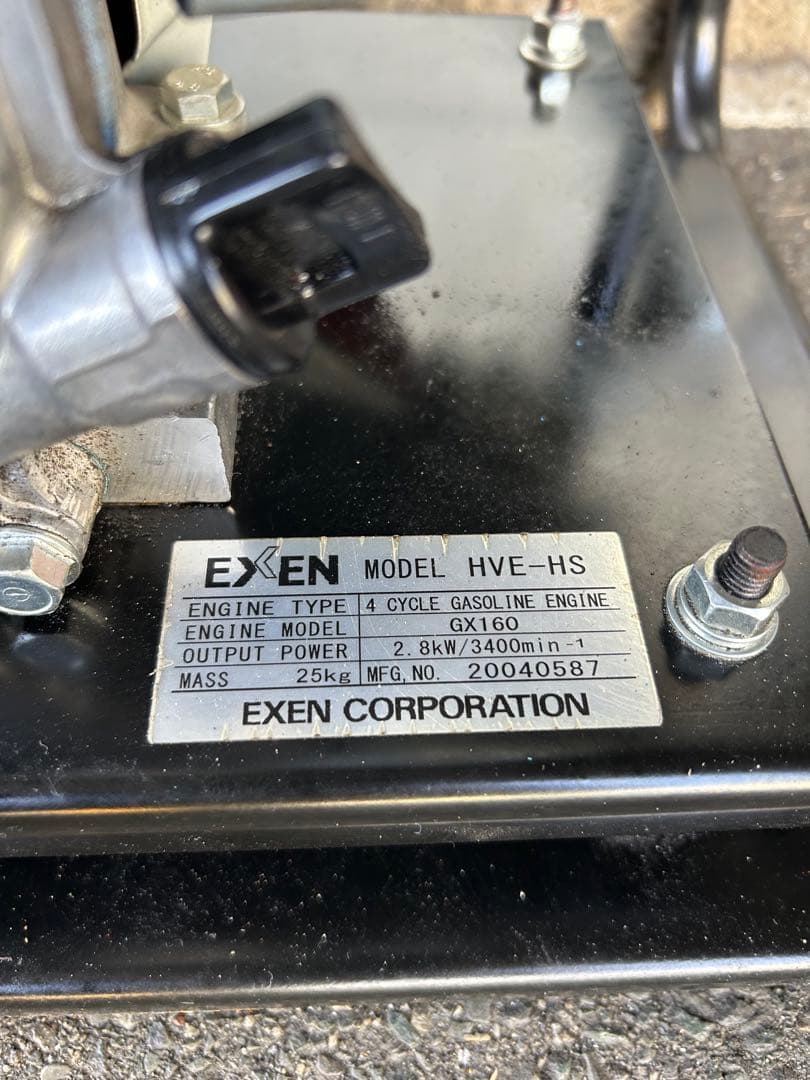 EXEN MODEL HVE-HS
ENGINE TYPE 4 CYCLE GASOLINE ENGINE
ENGINE MODEL GX160
OUTPUT POWER 2.8kW/3400min⁻¹
MASS 25kg MFG,NO. 20040587
EXEN CORPORATION